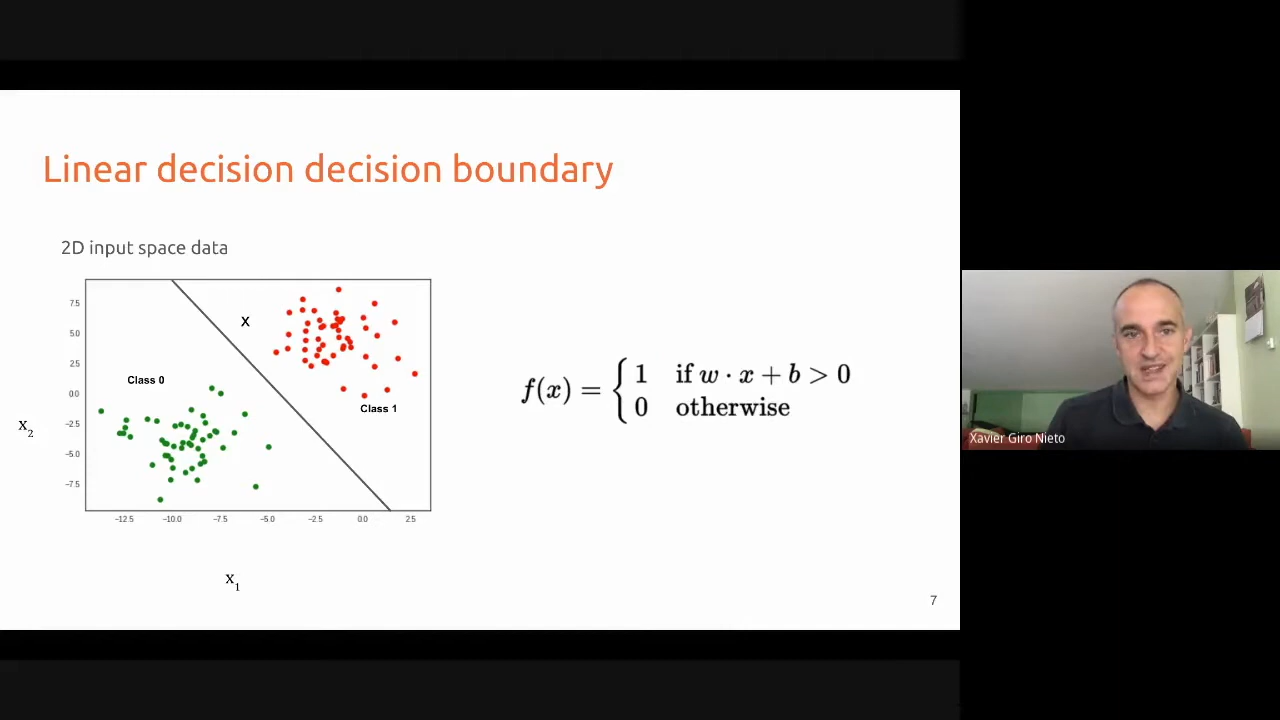 Linear decision decision boundary
2D input space data
7.5
5.0
2.5
0.0
−2.5
−5.0
−7.5
X
Class 0
Class 1
x2
−12.5 −10.0 −7.5 −5.0 −2.5 0.0 2.5
x1
f(x) = { 1 if w · x + b > 0
0 otherwise
7
Xavier Giro Nieto